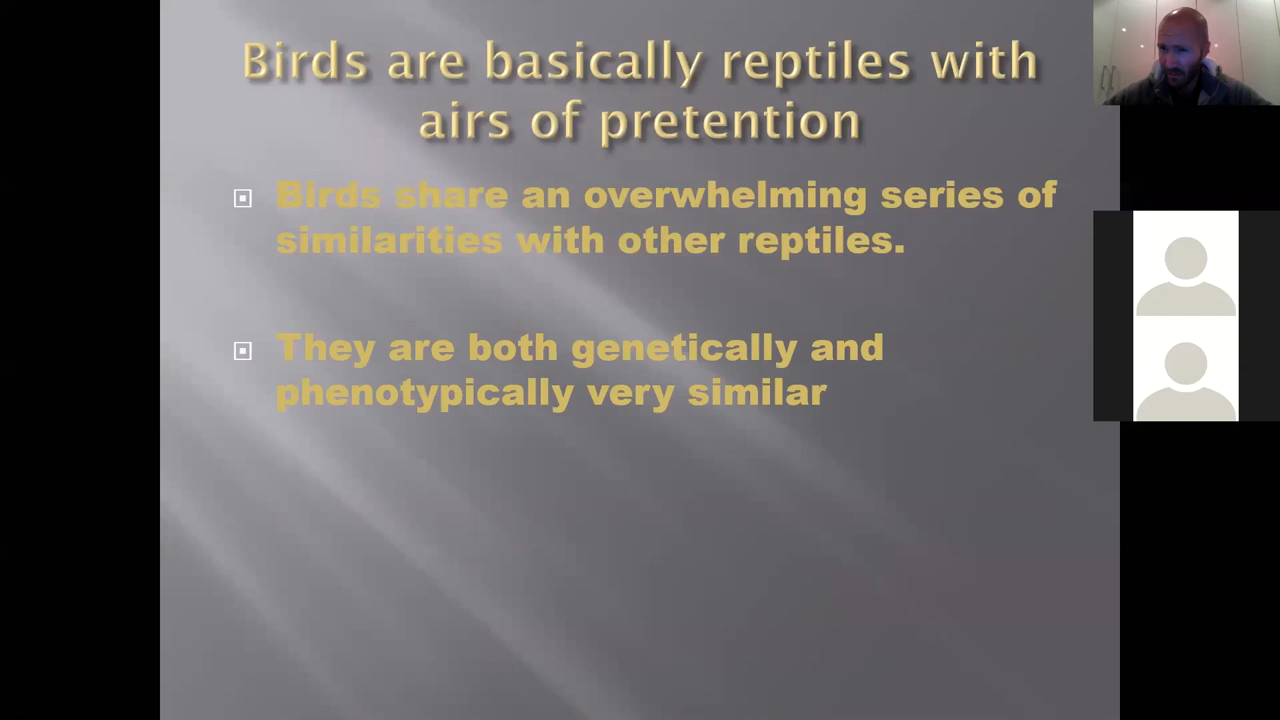 Birds are basically reptiles with
airs of pretention
Birds share an overwhelming series of
similarities with other reptiles.
They are both genetically and
phenotypically very similar